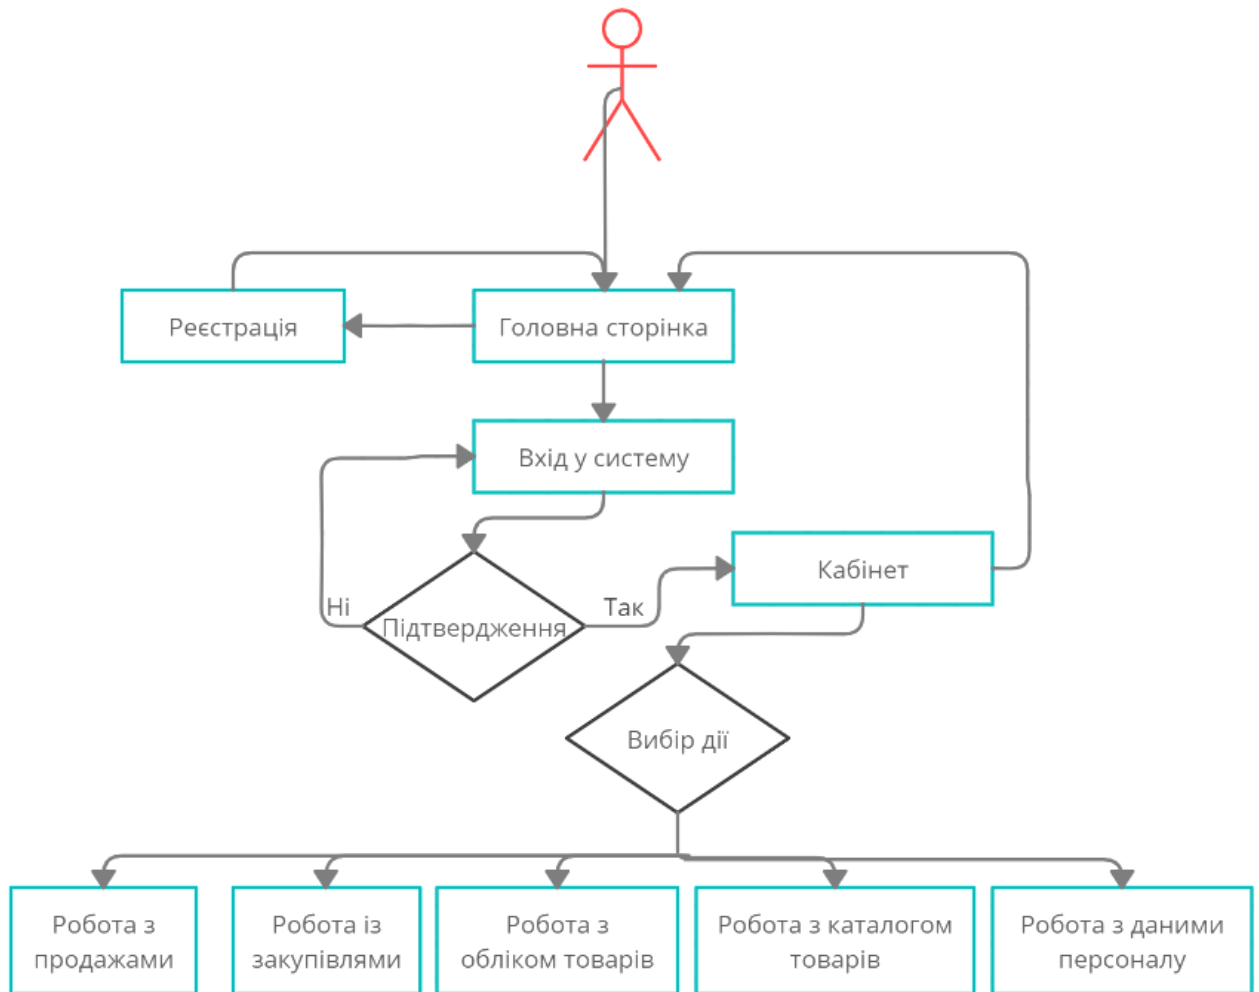 Реєстрація
Головна сторінка
Вхід у систему
Кабінет
Ні
Так
Підтвердження
Вибір дії
Робота з
продажами
Робота із
закупівлями
Робота з
обліком товарів
Робота з каталогом
товарів
Робота з даними
персоналу